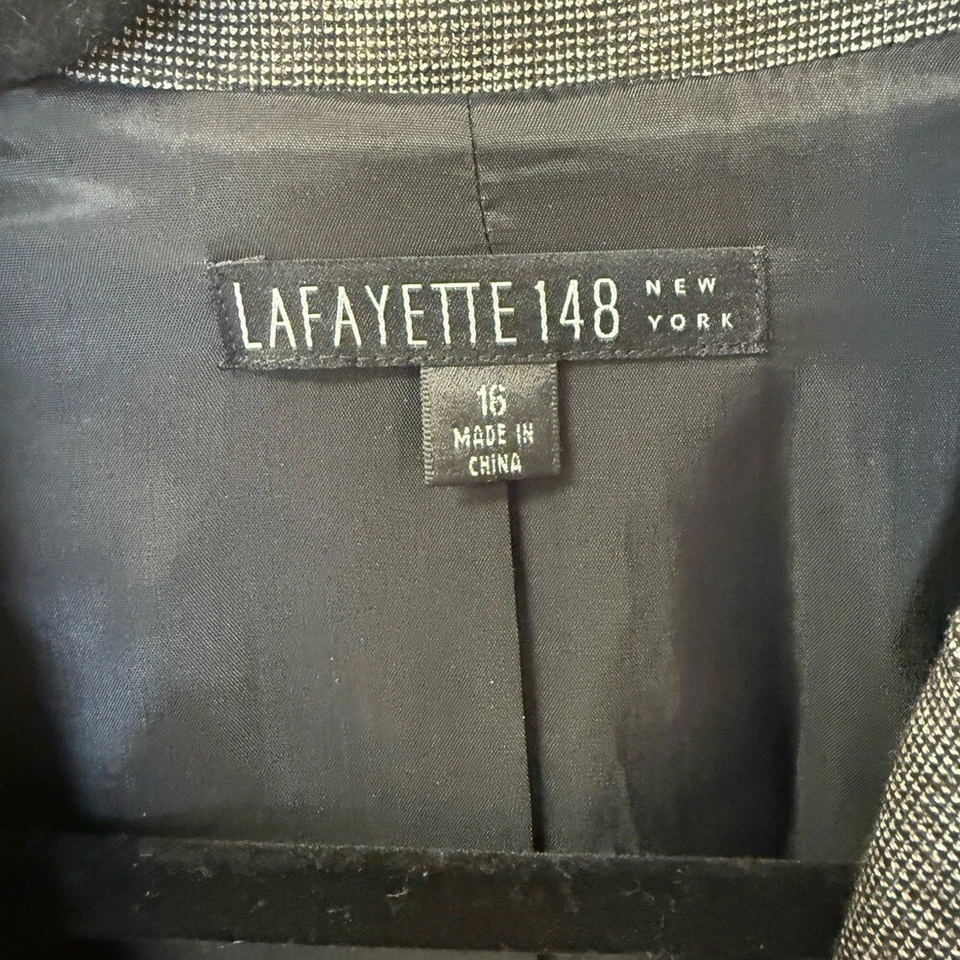 LAFAYETTE 148 NEW YORK
16
MADE IN
CHINA